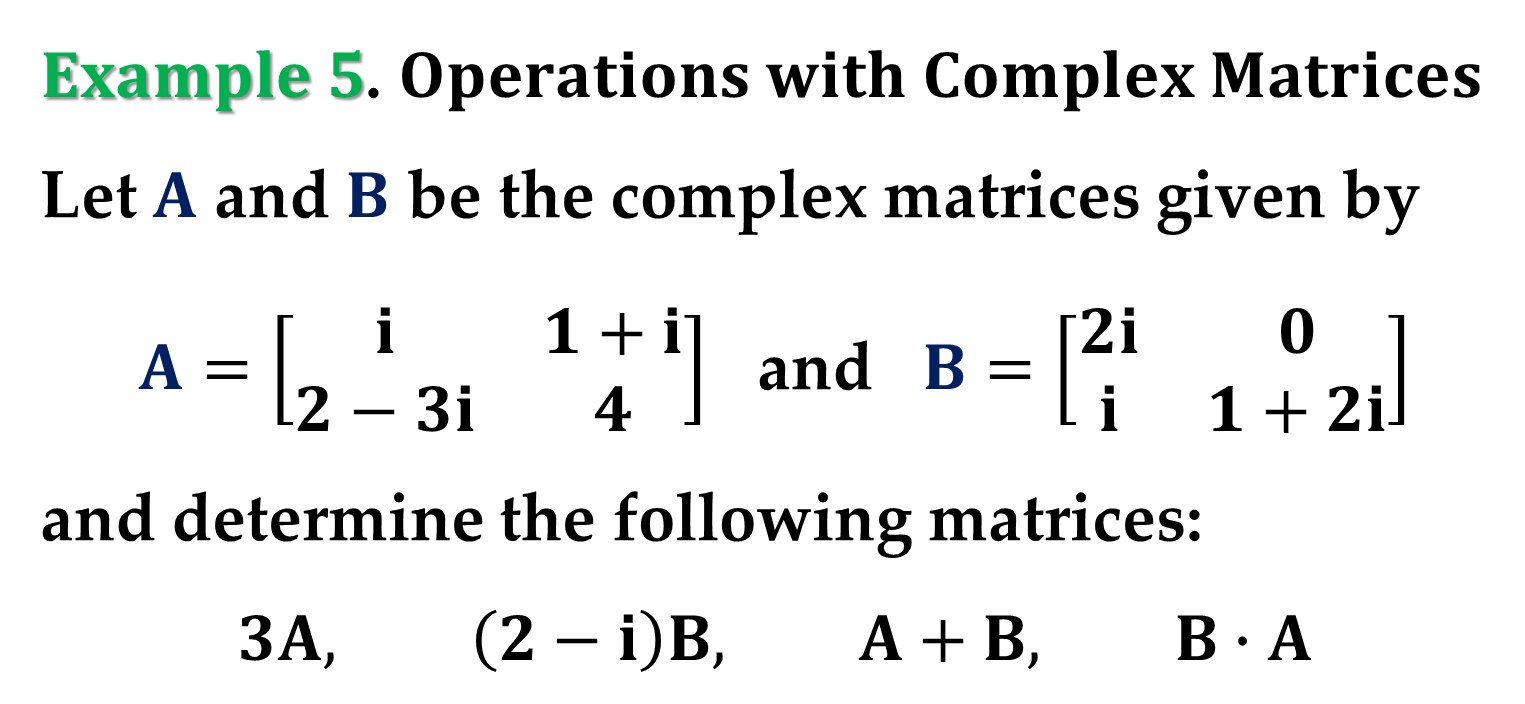 Example 5. Operations with Complex Matrices
Let A and B be the complex matrices given by
A = [i 1 + i; 2 − 3i 4] and B = [2i 0; i 1 + 2i]
and determine the following matrices:
3A, (2 − i)B, A + B, B · A